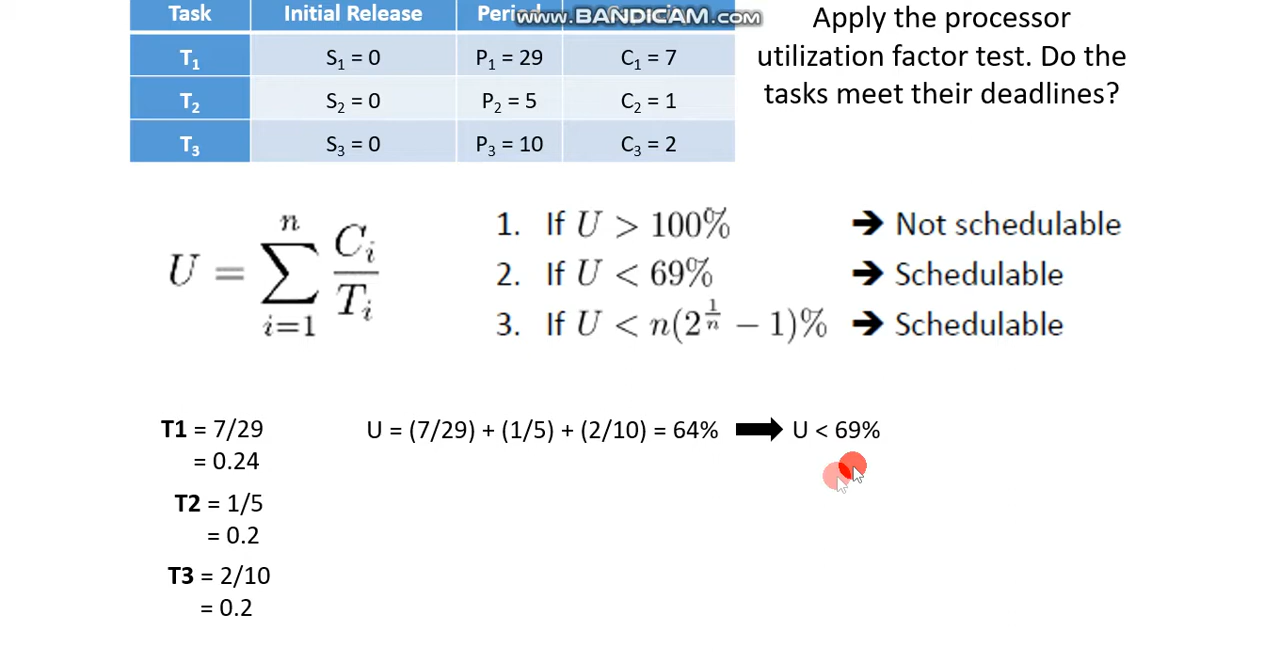 www.BANDICAM.com
Task Initial Release Perio
T1 S1 = 0 P1 = 29 C1 = 7
T2 S2 = 0 P2 = 5 C2 = 1
T3 S3 = 0 P3 = 10 C3 = 2
Apply the processor
utilization factor test. Do the
tasks meet their deadlines?
U = \sum_{i=1}^{n} \frac{C_i}{T_i}
1. If U > 100% ➔ Not schedulable
2. If U < 69% ➔ Schedulable
3. If U < n(2^{\frac{1}{n}} − 1)% ➔ Schedulable
T1 = 7/29
= 0.24
T2 = 1/5
= 0.2
T3 = 2/10
= 0.2
U = (7/29) + (1/5) + (2/10) = 64% ➔ U < 69%